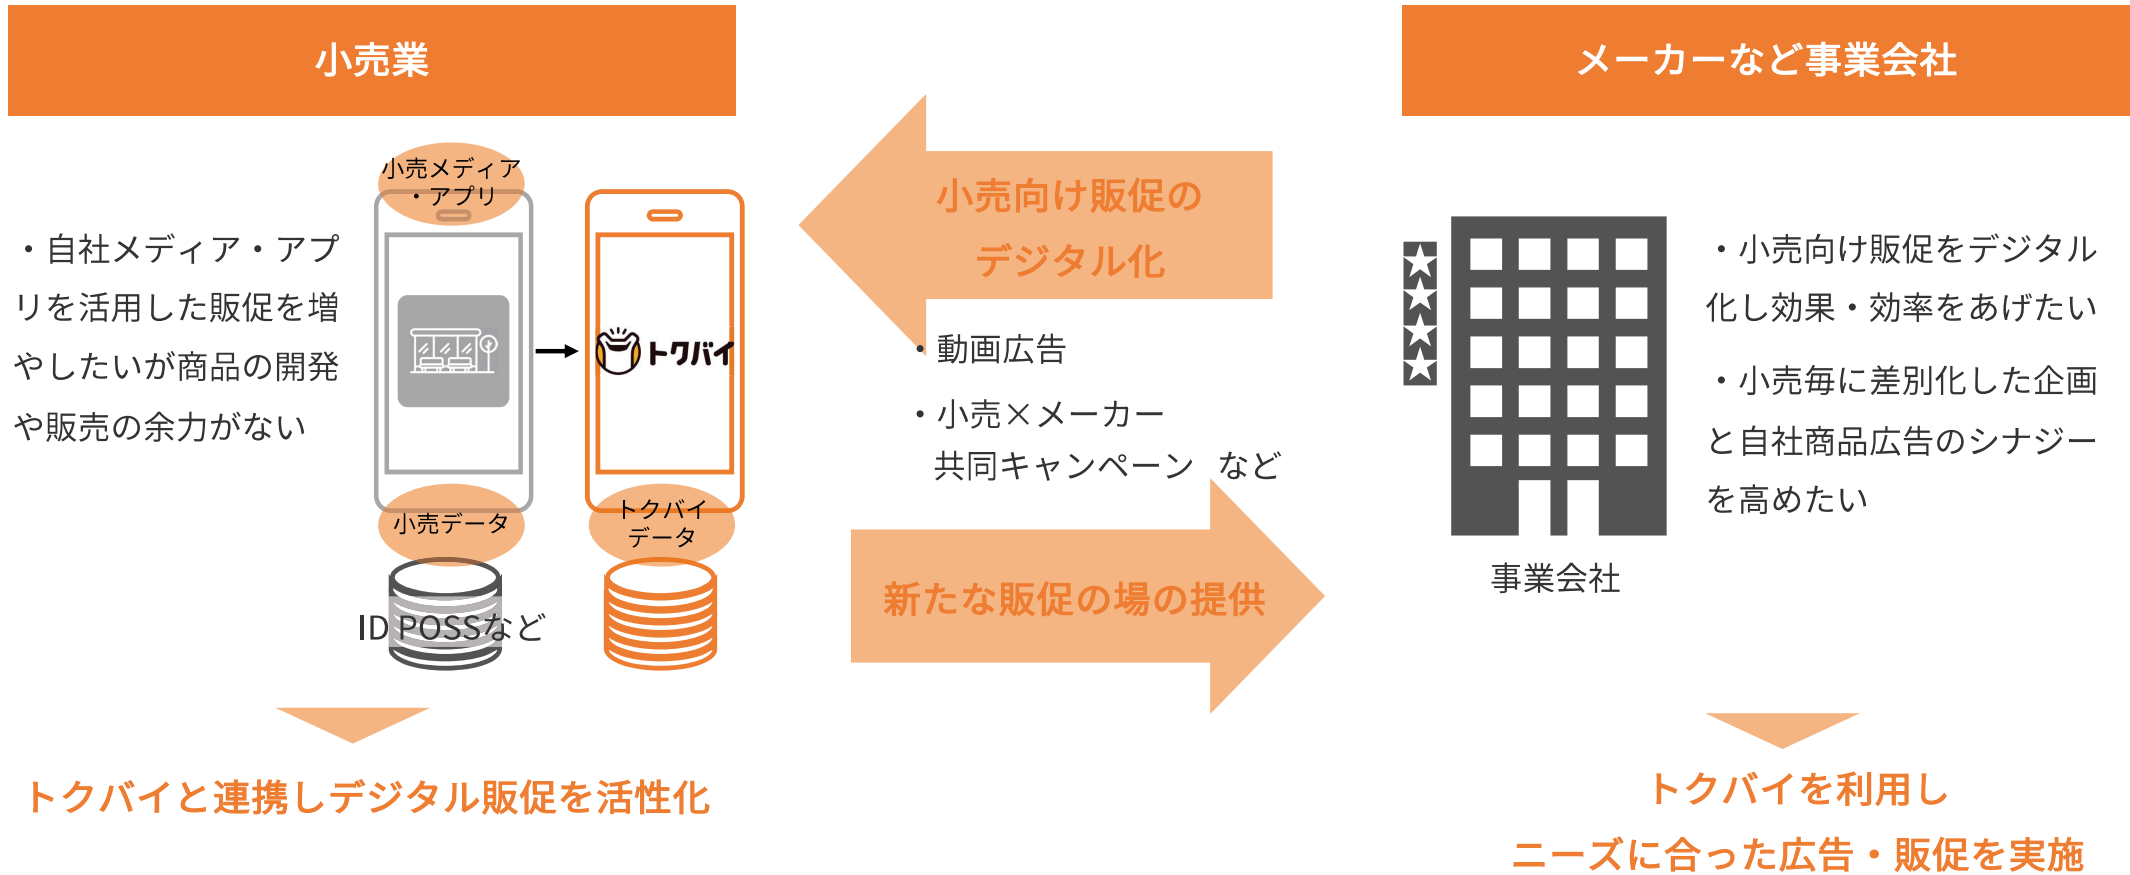 小売業
小売メディア
・アプリ
・自社メディア・アプ
リを活用した販促を増
やしたいが商品の開発
や販売の余力がない
トクバイ
小売データ
トクバイ
データ
ID POSSなど
トクバイと連携しデジタル販促を活性化
小売向け販促の
デジタル化
・動画広告
・小売×メーカー
共同キャンペーン など
新たな販促の場の提供
メーカーなど事業会社
・小売向け販促をデジタル
化し効果・効率をあげたい
・小売毎に差別化した企画
と自社商品広告のシナジー
を高めたい
事業会社
トクバイを利用し
ニーズに合った広告・販促を実施